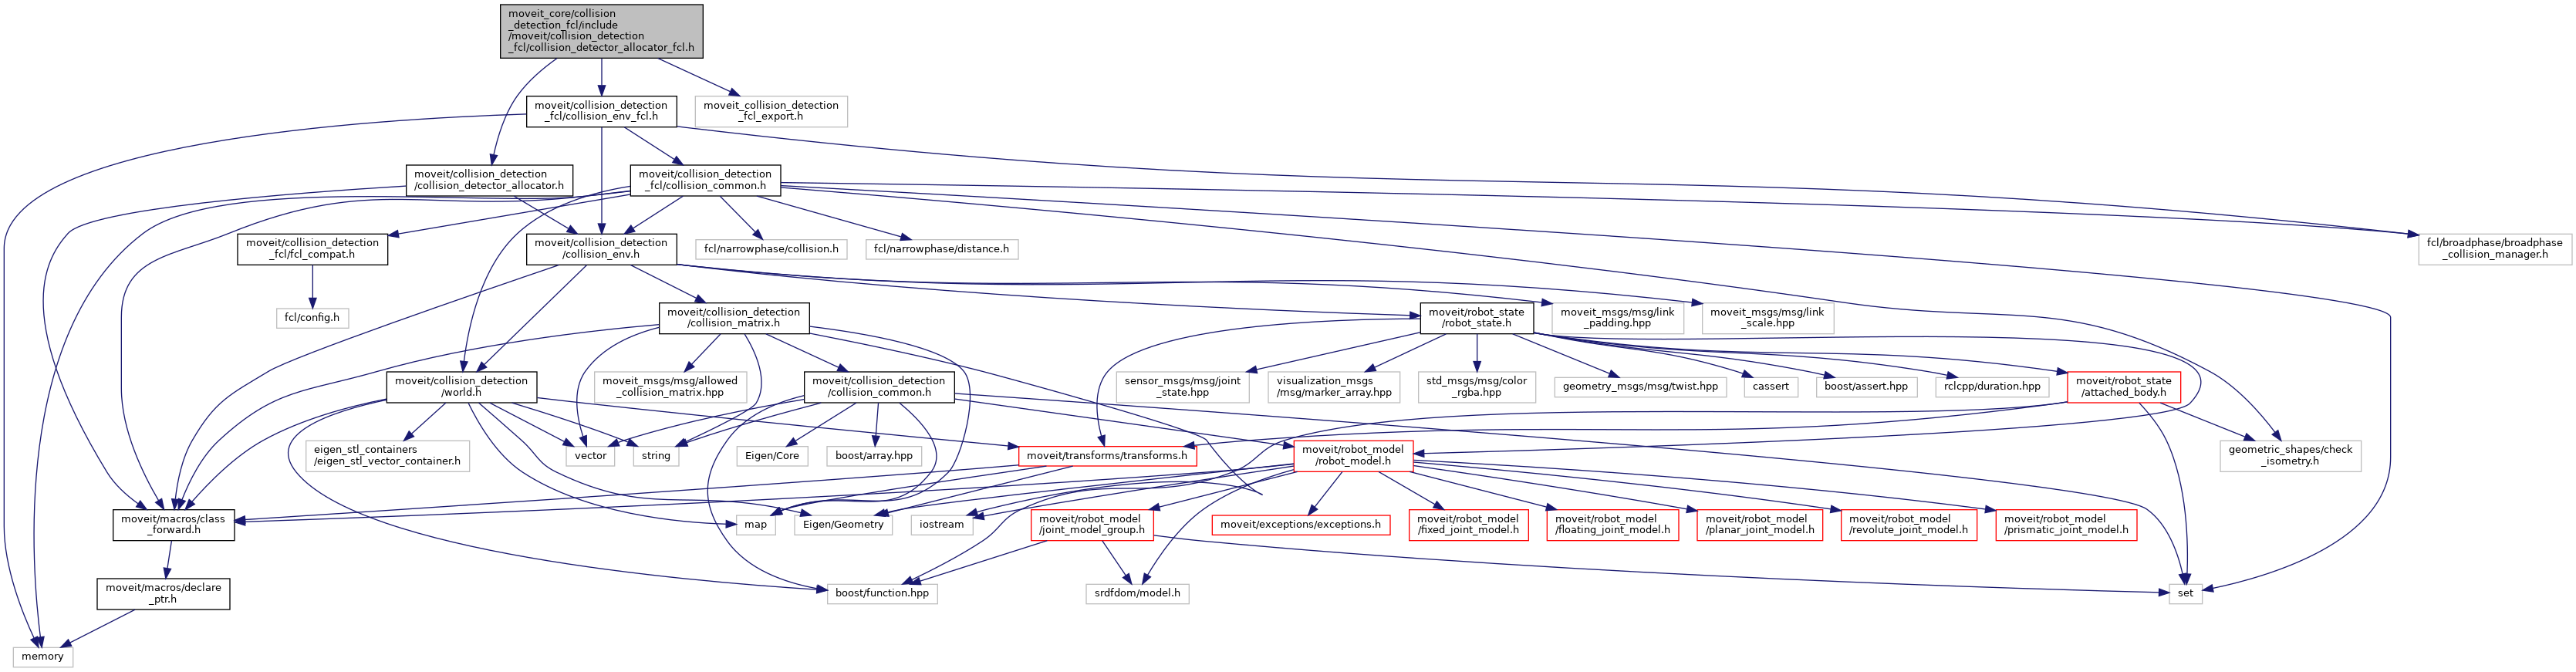 moveit_core/collision
_detection_fcl/include
/moveit/collision_detection
_fcl/collision_detector_allocator_fcl.h
moveit/collision_detection
_fcl/collision_env_fcl.h
moveit_collision_detection
_fcl_export.h
moveit/collision_detection
/collision_detector_allocator.h
moveit/collision_detection
_fcl/collision_common.h
moveit/collision_detection
_fcl/fcl_compat.h
moveit/collision_detection
/collision_env.h
fcl/narrowphase/collision.h
fcl/narrowphase/distance.h
fcl/broadphase/broadphase
_collision_manager.h
fcl/config.h
moveit/collision_detection
/collision_matrix.h
moveit/robot_state
/robot_state.h
moveit_msgs/msg/link
_padding.hpp
moveit_msgs/msg/link
_scale.hpp
moveit/collision_detection
/world.h
moveit_msgs/msg/allowed
_collision_matrix.hpp
moveit/collision_detection
/collision_common.h
sensor_msgs/msg/joint
_state.hpp
visualization_msgs
/msg/marker_array.hpp
std_msgs/msg/color
_rgba.hpp
geometry_msgs/msg/twist.hpp
cassert
boost/assert.hpp
rclcpp/duration.hpp
moveit/robot_state
/attached_body.h
eigen_stl_containers
/eigen_stl_vector_container.h
vector
string
Eigen/Core
boost/array.hpp
moveit/transforms/transforms.h
moveit/robot_model
/robot_model.h
geometric_shapes/check
_isometry.h
moveit/macros/class
_forward.h
map
Eigen/Geometry
iostream
moveit/robot_model
/joint_model_group.h
moveit/exceptions/exceptions.h
moveit/robot_model
/fixed_joint_model.h
moveit/robot_model
/floating_joint_model.h
moveit/robot_model
/planar_joint_model.h
moveit/robot_model
/revolute_joint_model.h
moveit/robot_model
/prismatic_joint_model.h
moveit/macros/declare
_ptr.h
boost/function.hpp
srdfdom/model.h
set
memory